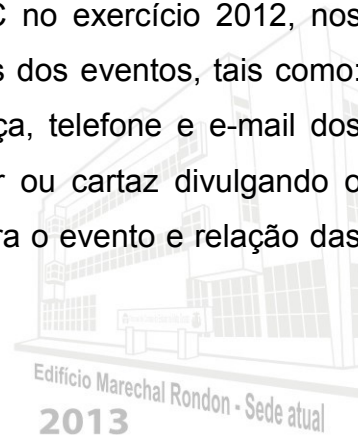 C no exercício 2012, nos
s dos eventos, tais como:
ça, telefone e e-mail dos
r ou cartaz divulgando o
ra o evento e relação das
Edifício Marechal Rondon - Sede atual
2013